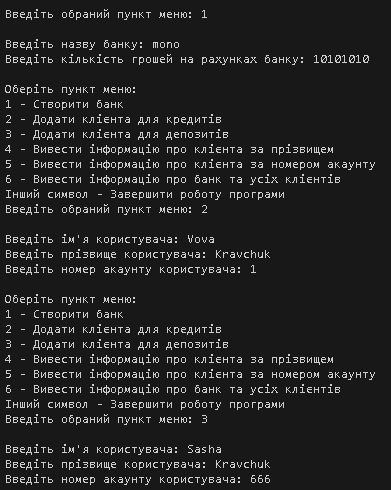 Введіть обраний пункт меню: 1
Введіть назву банку: mono
Введіть кількість грошей на рахунках банку: 10101010
Оберіть пункт меню:
1 - Створити банк
2 - Додати клієнта для кредитів
3 - Додати клієнта для депозитів
4 - Вивести інформацію про клієнта за прізвищем
5 - Вивести інформацію про клієнта за номером акаунту
6 - Вивести інформацію про банк та усіх клієнтів
Інший символ - Завершити роботу програми
Введіть обраний пункт меню: 2
Введіть ім'я користувача: Vova
Введіть прізвище користувача: Kravchuk
Введіть номер акаунту користувача: 1
Оберіть пункт меню:
1 - Створити банк
2 - Додати клієнта для кредитів
3 - Додати клієнта для депозитів
4 - Вивести інформацію про клієнта за прізвищем
5 - Вивести інформацію про клієнта за номером акаунту
6 - Вивести інформацію про банк та усіх клієнтів
Інший символ - Завершити роботу програми
Введіть обраний пункт меню: 3
Введіть ім'я користувача: Sasha
Введіть прізвище користувача: Kravchuk
Введіть номер акаунту користувача: 666